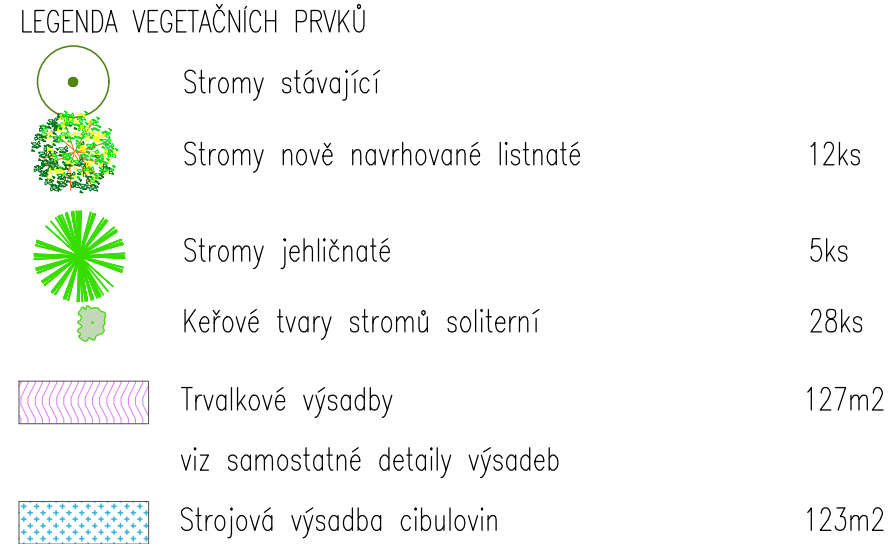 LEGENDA VEGETAČNÍCH PRVKŮ
Stromy stávající
Stromy nově navrhované listnaté 12ks
Stromy jehličnaté 5ks
Keřové tvary stromů soliterní 28ks
Trvalkové výsadby 127m2
viz samostatné detaily výsadeb
Strojová výsadba cibulovin 123m2